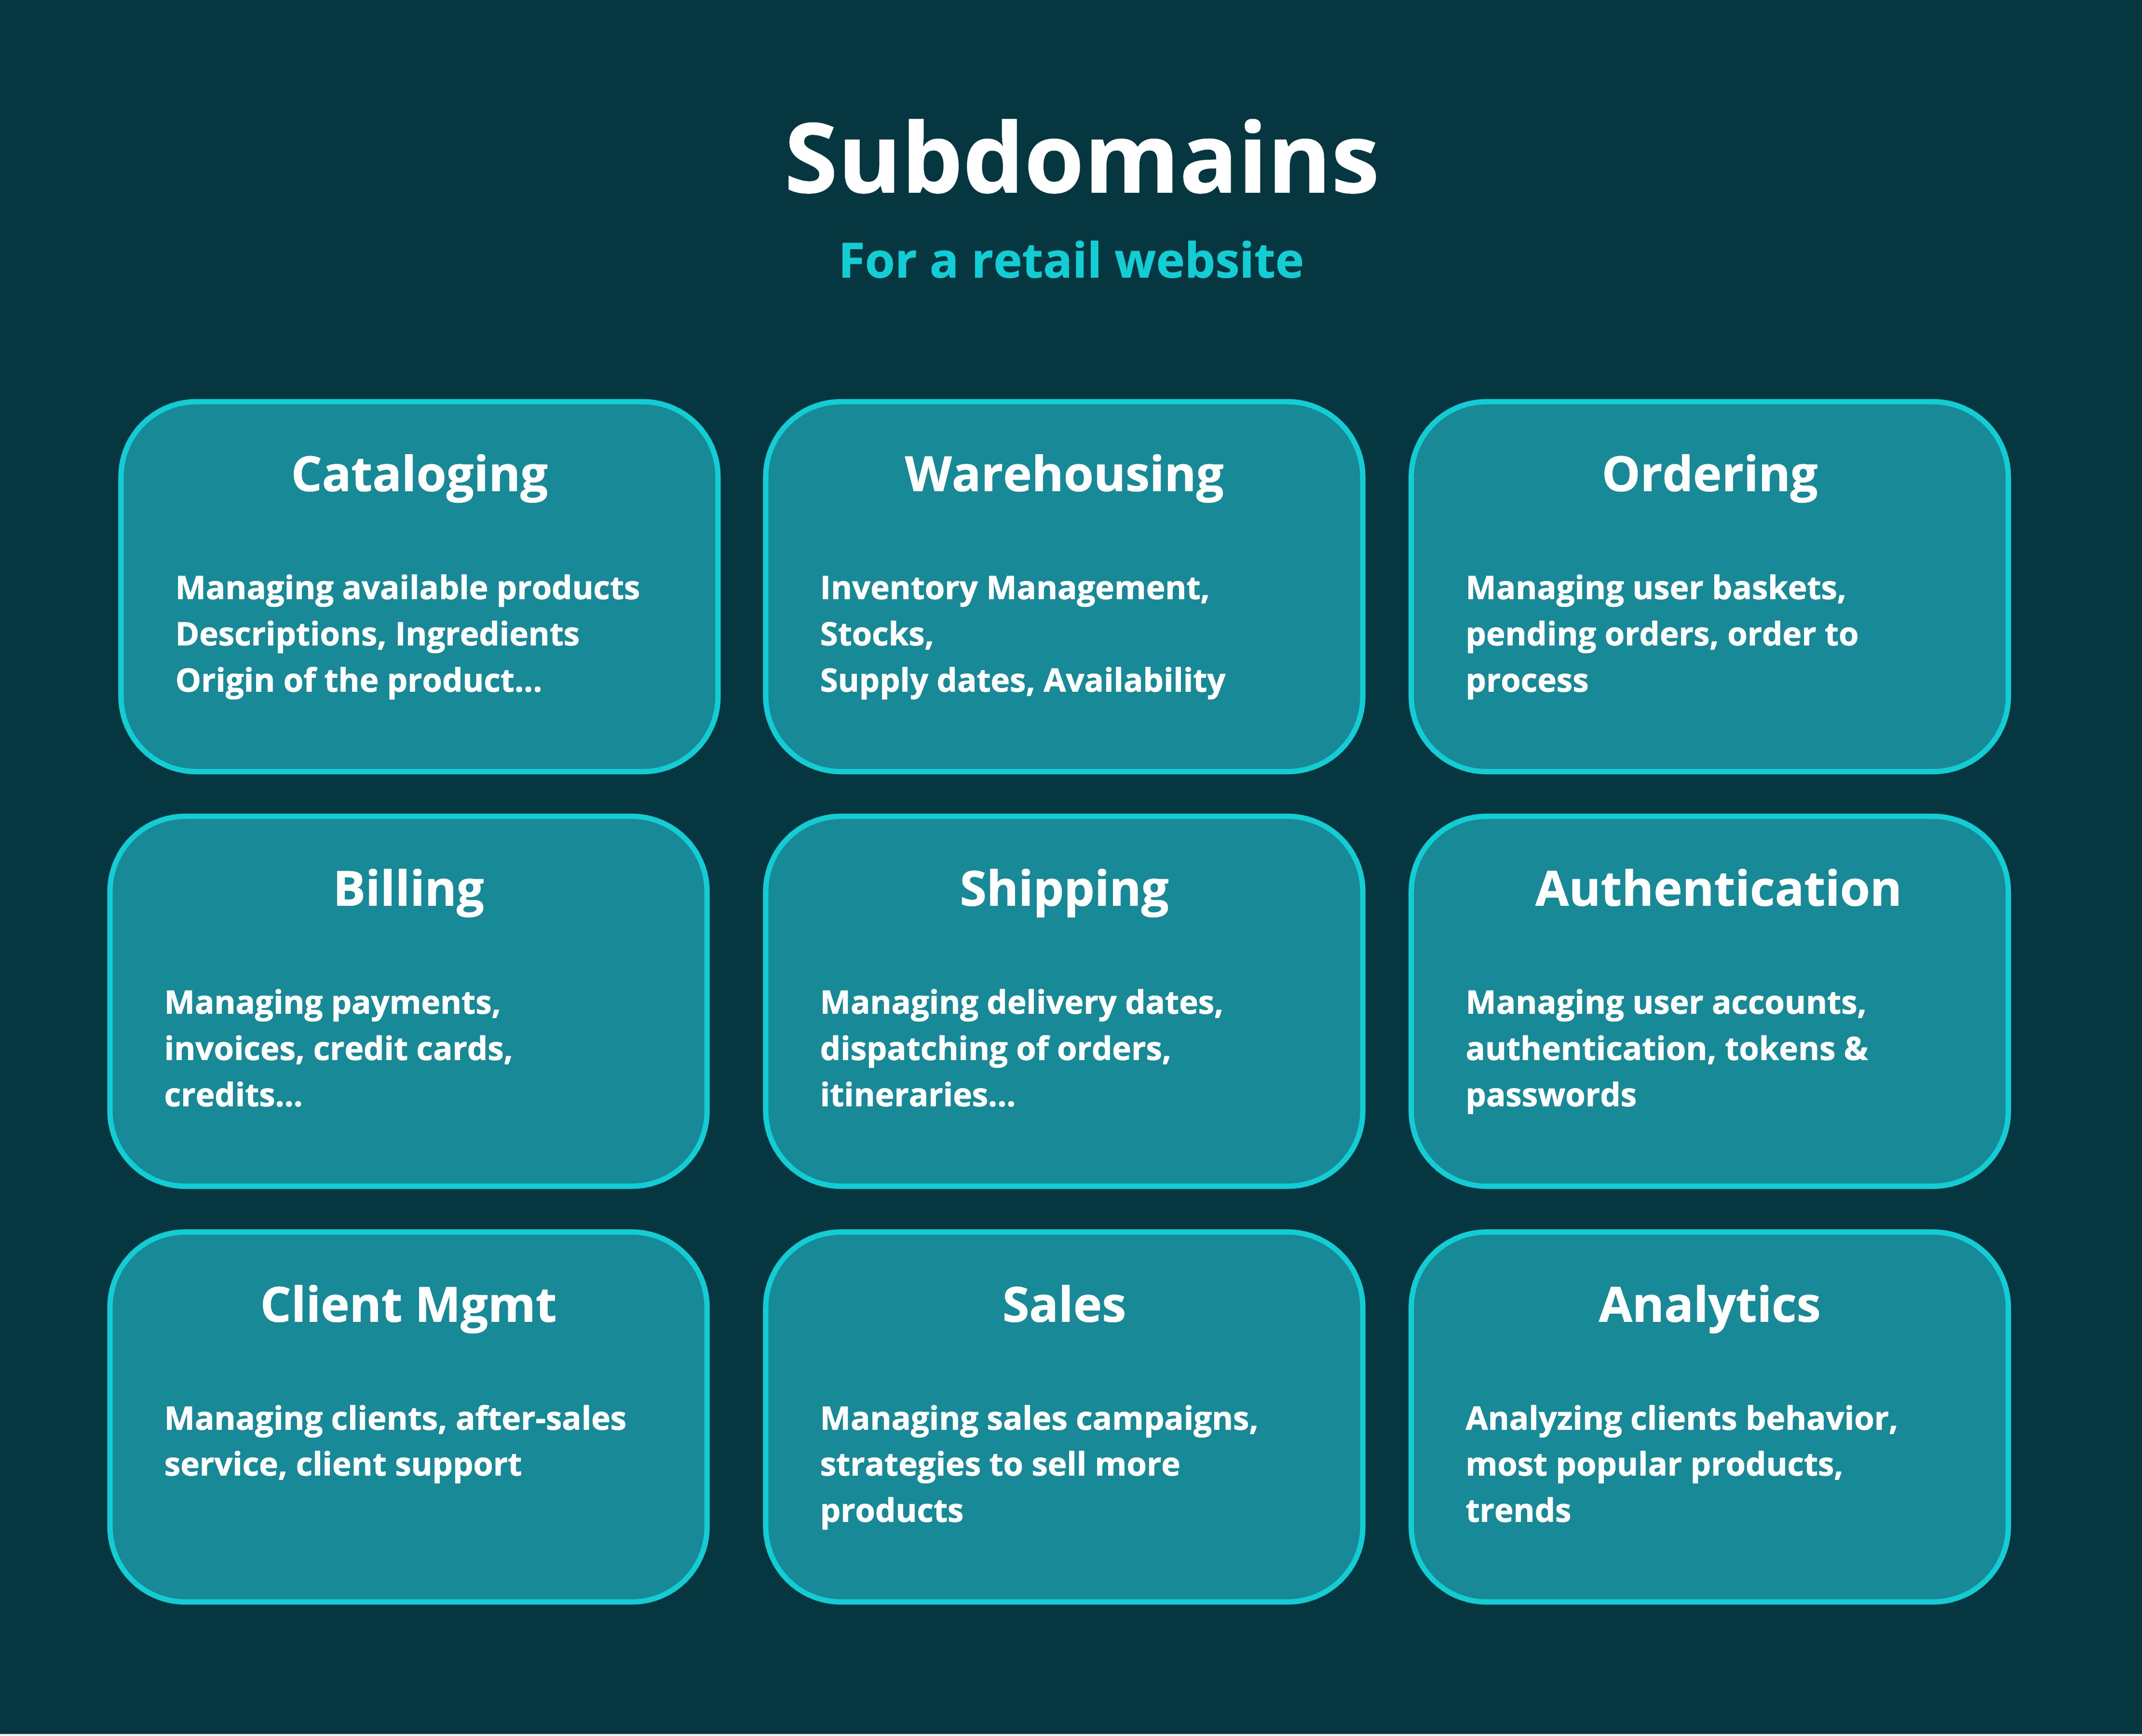 Subdomains
For a retail website
Cataloging
Managing available products
Descriptions, Ingredients
Origin of the product...
Warehousing
Inventory Management,
Stocks,
Supply dates, Availability
Ordering
Managing user baskets,
pending orders, order to
process
Billing
Managing payments,
invoices, credit cards,
credits...
Shipping
Managing delivery dates,
dispatching of orders,
itineraries...
Authentication
Managing user accounts,
authentication, tokens &
passwords
Client Mgmt
Managing clients, after-sales
service, client support
Sales
Managing sales campaigns,
strategies to sell more
products
Analytics
Analyzing clients behavior,
most popular products,
trends